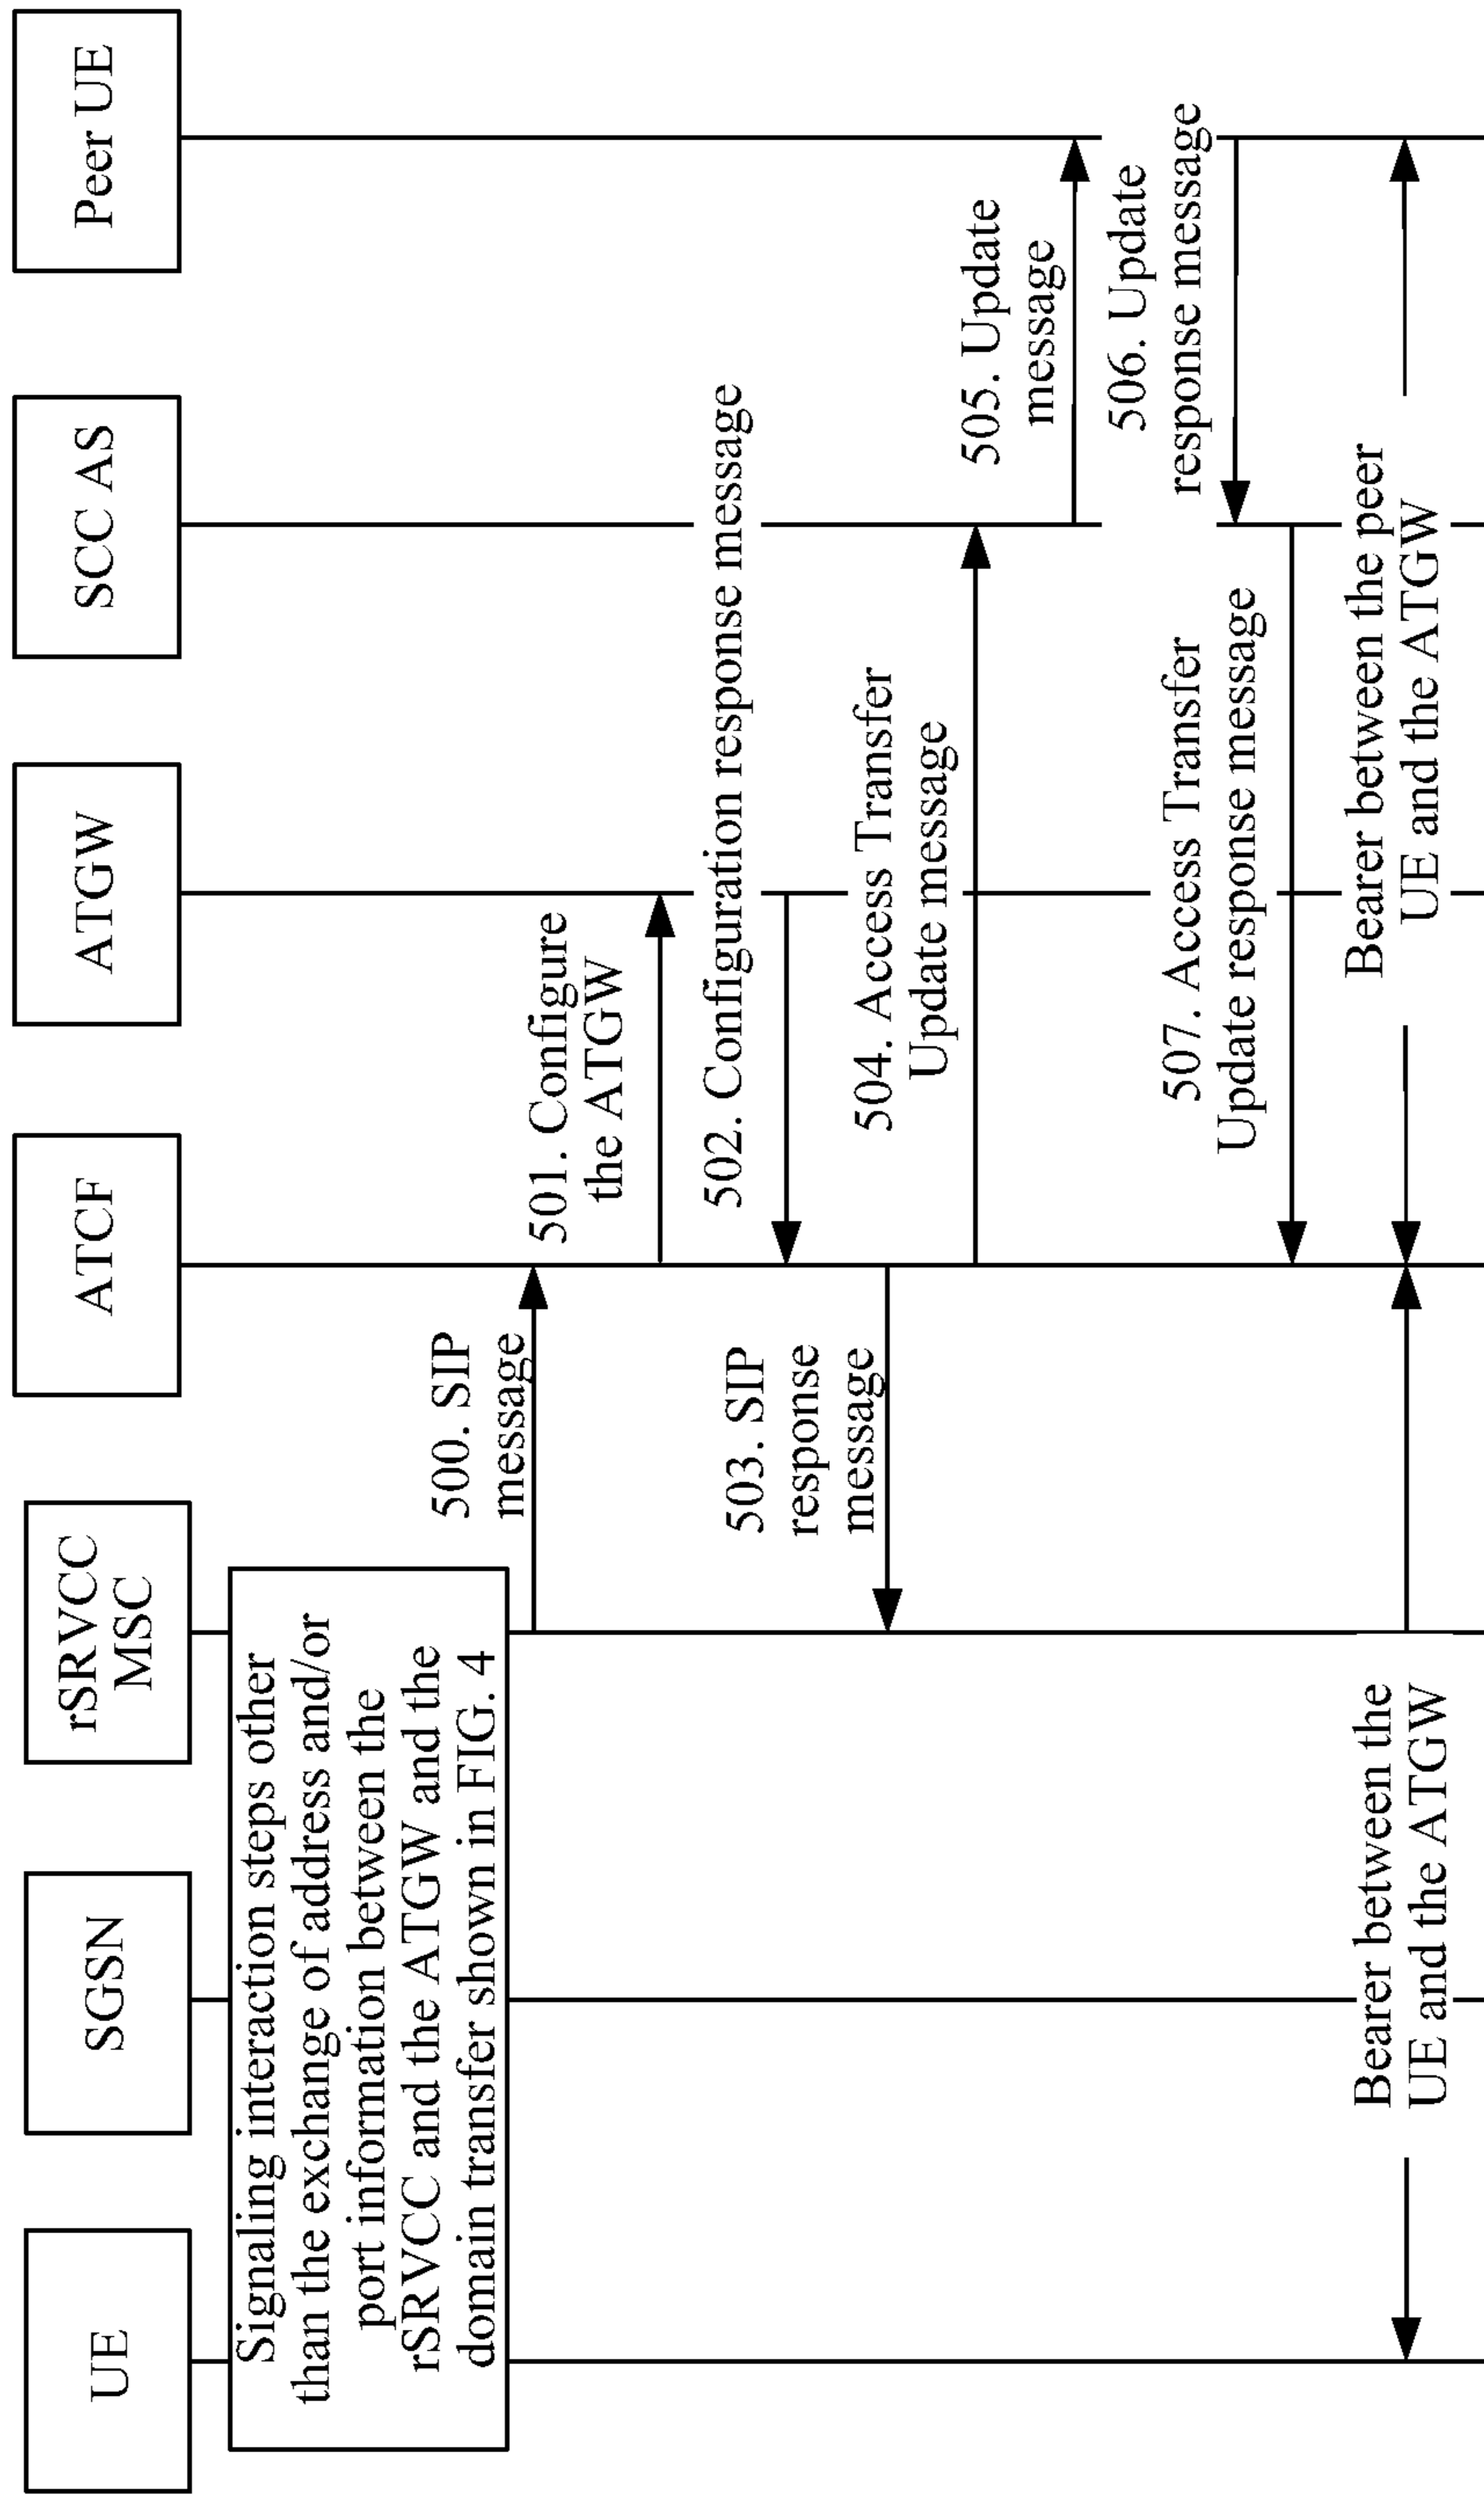 UE
SGSN
rSRVCC
MSC
ATCF
ATGW
SCC AS
Peer UE
Signaling interaction steps other
than the exchange of address and/or
port information between the
rSRVCC and the ATGW and the
domain transfer shown in FIG. 4
500. SIP
message
501. Configure
the ATGW
502. Configuration response message
503. SIP
response
message
504. Access Transfer
Update message
505. Update
message
506. Update
response message
507. Access Transfer
Update response message
Bearer between the
UE and the ATGW
Bearer between the peer
UE and the ATGW